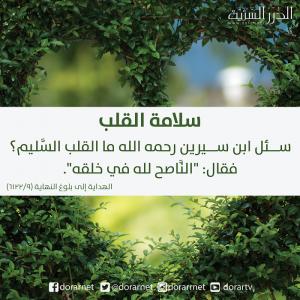 الدرر السنية
سلامة القلب
سـئل ابن سـيرين رحمه الله ما القلب السَّليم؟
فقال: "النَّاصح لله في خلقه".
الهداية إلى بلوغ النهاية (٦١٢٢/٩)
dorarnet dorarnet dorarnet dorartv